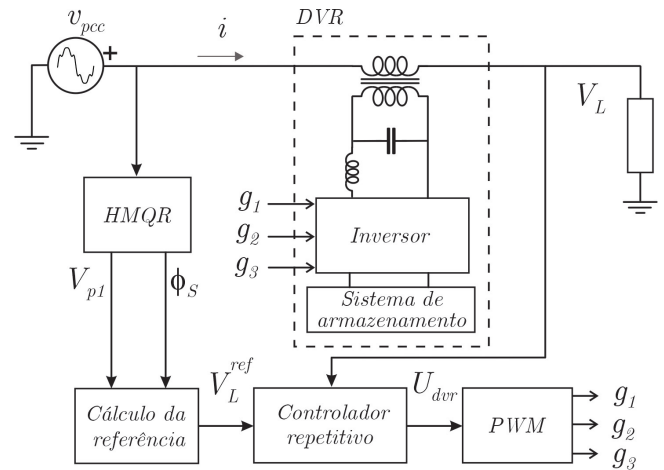 DVR
v_pcc
+
i
V_L
HMQR
g_1
g_2
g_3
Inversor
Sistema de
armazenamento
V_p1
ϕ_S
Cálculo da
referência
V_L^ref
Controlador
repetitivo
U_dvr
PWM
g_1
g_2
g_3